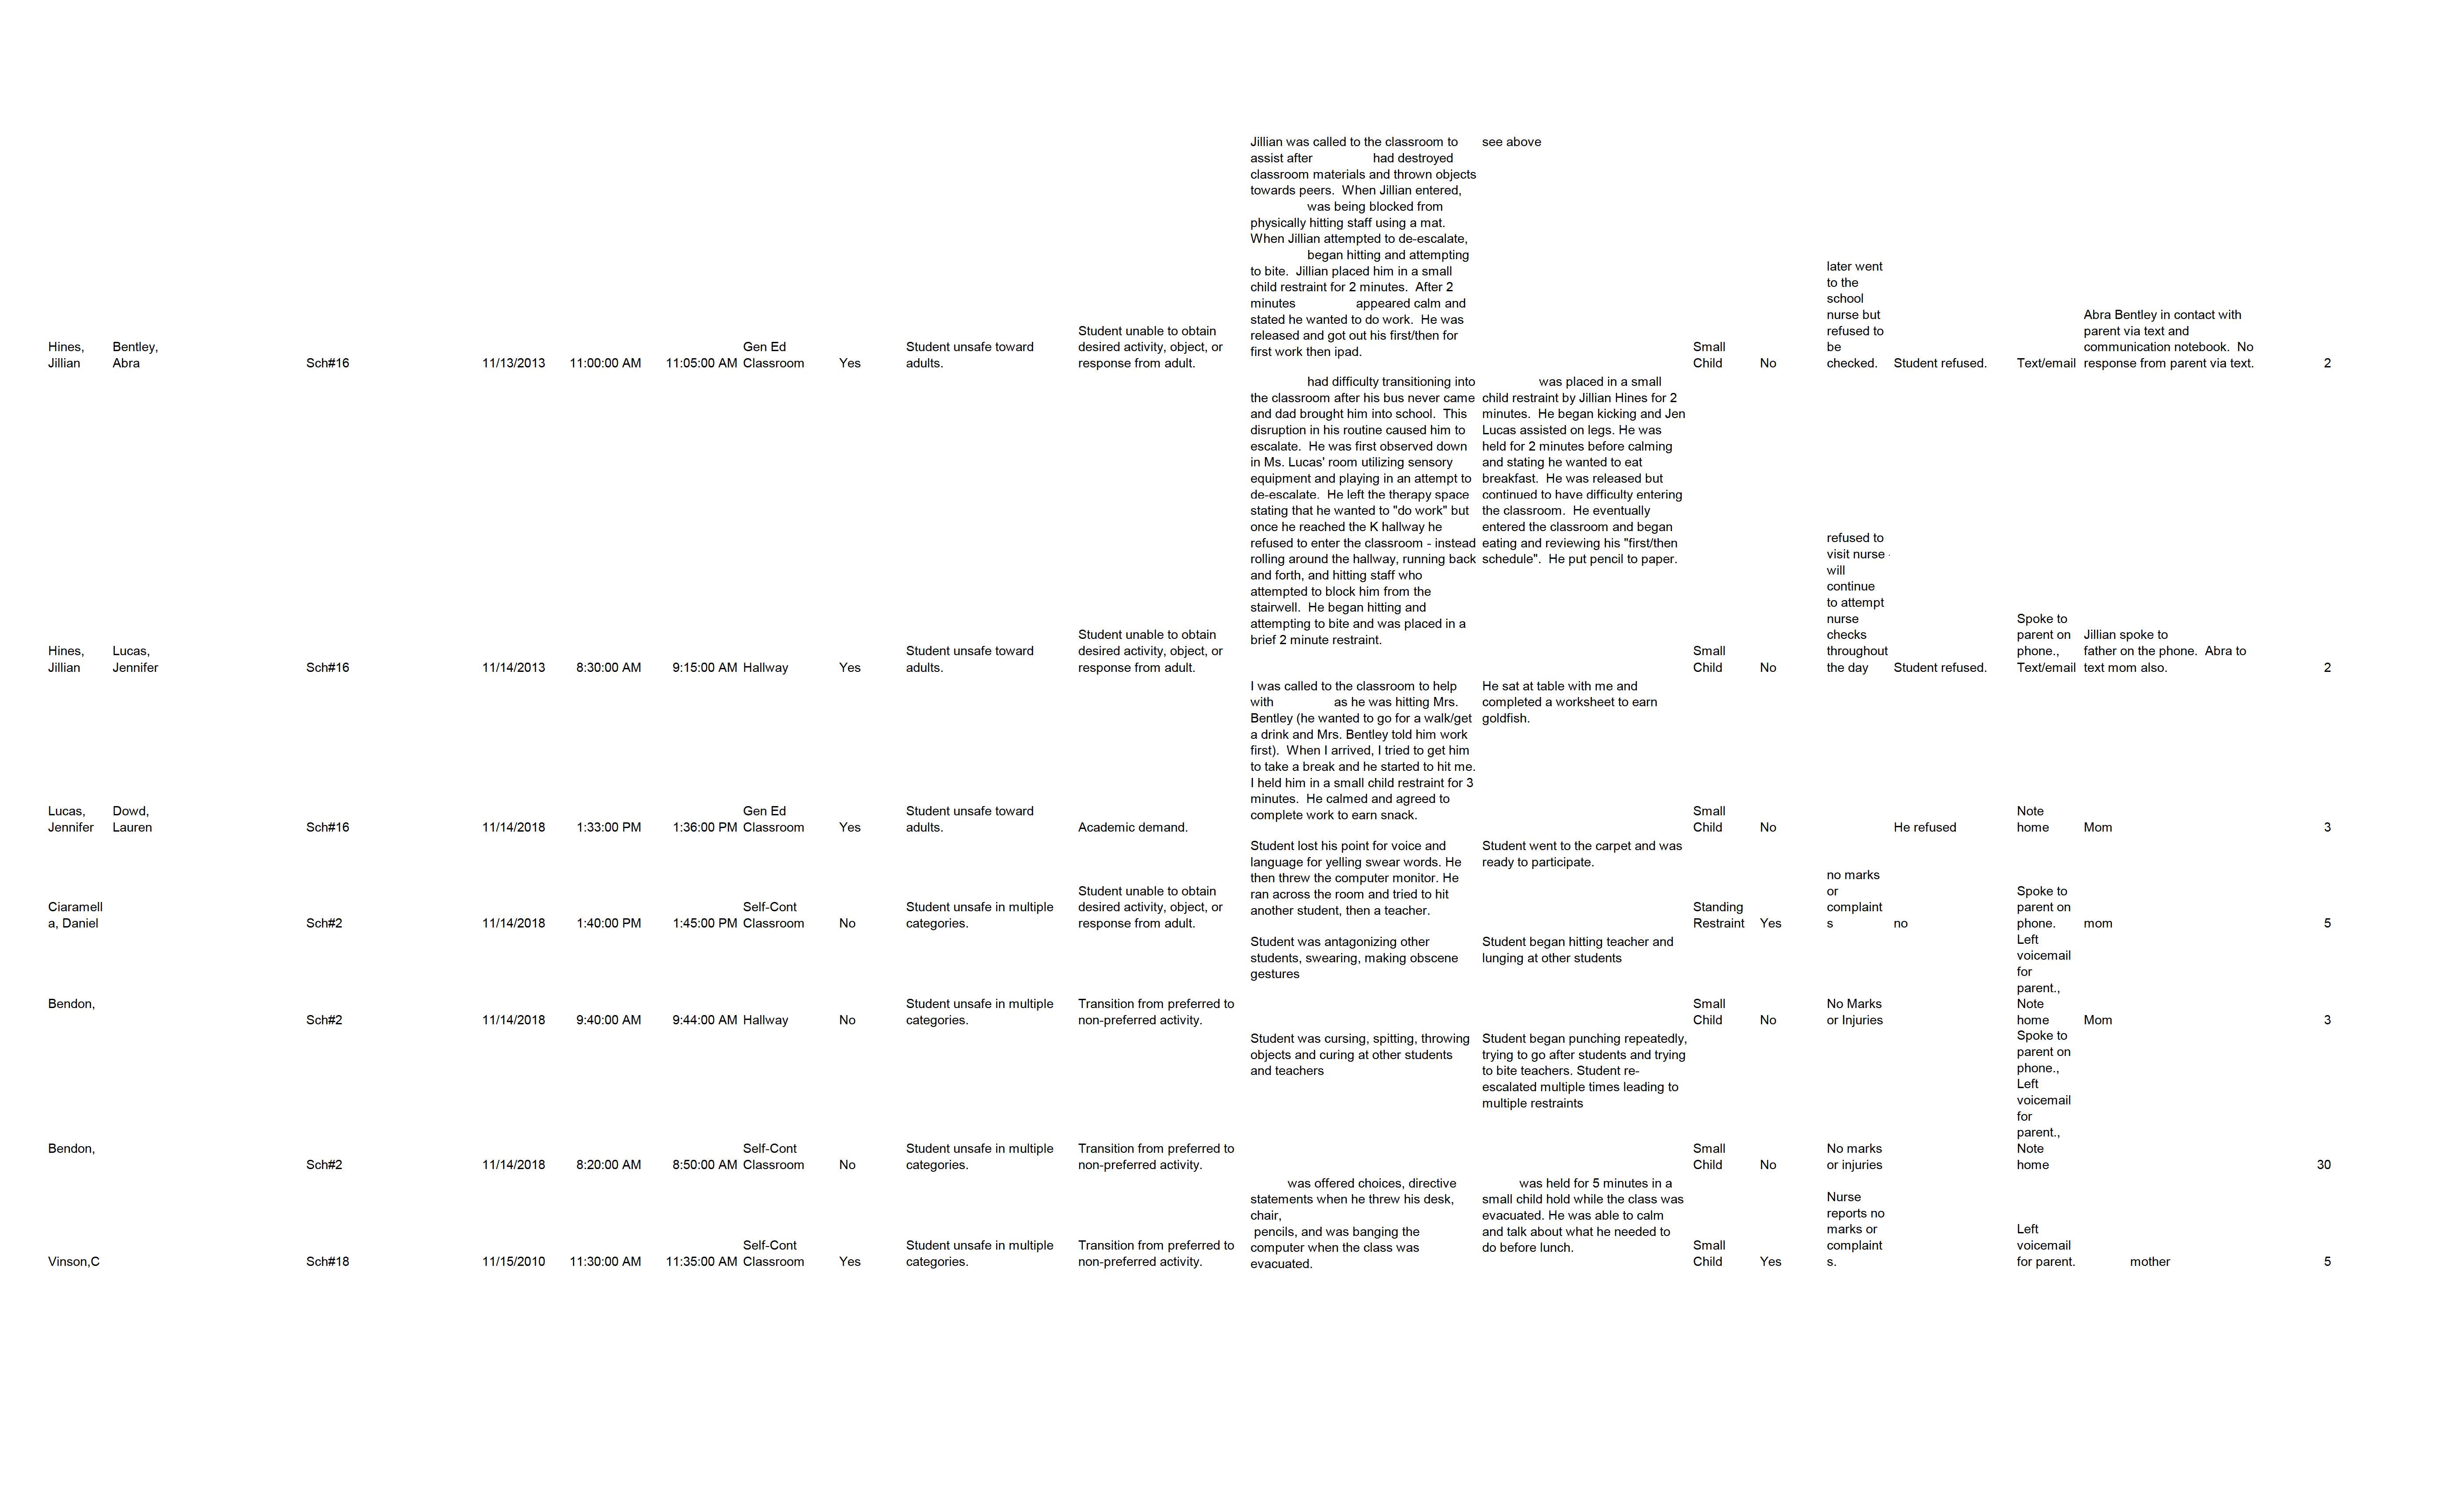 Jillian was called to the classroom to
assist after had destroyed
classroom materials and thrown objects
towards peers. When Jillian entered,
was being blocked from
physically hitting staff using a mat.
When Jillian attempted to de-escalate,
began hitting and attempting
to bite. Jillian placed him in a small
child restraint for 2 minutes. After 2
minutes appeared calm and
stated he wanted to do work. He was
released and got out his first/then for
first work then ipad.
see above
Hines,
Jillian
Bentley,
Abra
Sch#16
11/13/2013
11:00:00 AM
11:05:00 AM
Gen Ed
Classroom
Yes
Student unsafe toward
adults.
Student unable to obtain
desired activity, object, or
response from adult.
Small
Child
No
later went
to the
school
nurse but
refused to
be
checked.
Student refused.
Text/email
Abra Bentley in contact with
parent via text and
communication notebook. No
response from parent via text.
2
had difficulty transitioning into
the classroom after his bus never came
and dad brought him into school. This
disruption in his routine caused him to
escalate. He was first observed down
in Ms. Lucas' room utilizing sensory
equipment and playing in an attempt to
de-escalate. He left the therapy space
stating that he wanted to "do work" but
once he reached the K hallway he
refused to enter the classroom - instead
rolling around the hallway, running back
and forth, and hitting staff who
attempted to block him from the
stairwell. He began hitting and
attempting to bite and was placed in a
brief 2 minute restraint.
was placed in a small
child restraint by Jillian Hines for 2
minutes. He began kicking and Jen
Lucas assisted on legs. He was
held for 2 minutes before calming
and stating he wanted to eat
breakfast. He was released but
continued to have difficulty entering
the classroom. He eventually
entered the classroom and began
eating and reviewing his "first/then
schedule". He put pencil to paper.
Hines,
Jillian
Lucas,
Jennifer
Sch#16
11/14/2013
8:30:00 AM
9:15:00 AM
Hallway
Yes
Student unsafe toward
adults.
Student unable to obtain
desired activity, object, or
response from adult.
Small
Child
No
refused to
visit nurse -
will
continue
to attempt
nurse
checks
throughout
the day
Student refused.
Spoke to
parent on
phone.,
Text/email
Jillian spoke to
father on the phone. Abra to
text mom also.
2
I was called to the classroom to help
with as he was hitting Mrs.
Bentley (he wanted to go for a walk/get
a drink and Mrs. Bentley told him work
first). When I arrived, I tried to get him
to take a break and he started to hit me.
I held him in a small child restraint for 3
minutes. He calmed and agreed to
complete work to earn snack.
He sat at table with me and
completed a worksheet to earn
goldfish.
Lucas,
Jennifer
Dowd,
Lauren
Sch#16
11/14/2018
1:33:00 PM
1:36:00 PM
Gen Ed
Classroom
Yes
Student unsafe toward
adults.
Academic demand.
Small
Child
No
He refused
Note
home
Mom
3
Student lost his point for voice and
language for yelling swear words. He
then threw the computer monitor. He
ran across the room and tried to hit
another student, then a teacher.
Student went to the carpet and was
ready to participate.
Ciaramell
a, Daniel
Sch#2
11/14/2018
1:40:00 PM
1:45:00 PM
Self-Cont
Classroom
No
Student unsafe in multiple
categories.
Student unable to obtain
desired activity, object, or
response from adult.
Standing
Restraint
Yes
no marks
or
complaint
s
no
Spoke to
parent on
phone.
mom
5
Student was antagonizing other
students, swearing, making obscene
gestures
Student began hitting teacher and
lunging at other students
Bendon,
Sch#2
11/14/2018
9:40:00 AM
9:44:00 AM
Hallway
No
Student unsafe in multiple
categories.
Transition from preferred to
non-preferred activity.
Small
Child
No
No Marks
or Injuries
Left
voicemail
for
parent.,
Note
home
Mom
3
Student was cursing, spitting, throwing
objects and curing at other students
and teachers
Student began punching repeatedly,
trying to go after students and trying
to bite teachers. Student re-
escalated multiple times leading to
multiple restraints
Bendon,
Sch#2
11/14/2018
8:20:00 AM
8:50:00 AM
Self-Cont
Classroom
No
Student unsafe in multiple
categories.
Transition from preferred to
non-preferred activity.
Small
Child
No
No marks
or injuries
Spoke to
parent on
phone.,
Left
voicemail
for
parent.,
Note
home
30
was offered choices, directive
statements when he threw his desk,
chair,
pencils, and was banging the
computer when the class was
evacuated.
was held for 5 minutes in a
small child hold while the class was
evacuated. He was able to calm
and talk about what he needed to
do before lunch.
Vinson,C
Sch#18
11/15/2010
11:30:00 AM
11:35:00 AM
Self-Cont
Classroom
Yes
Student unsafe in multiple
categories.
Transition from preferred to
non-preferred activity.
Small
Child
Yes
Nurse
reports no
marks or
complaint
s.
Left
voicemail
for parent.
mother
5